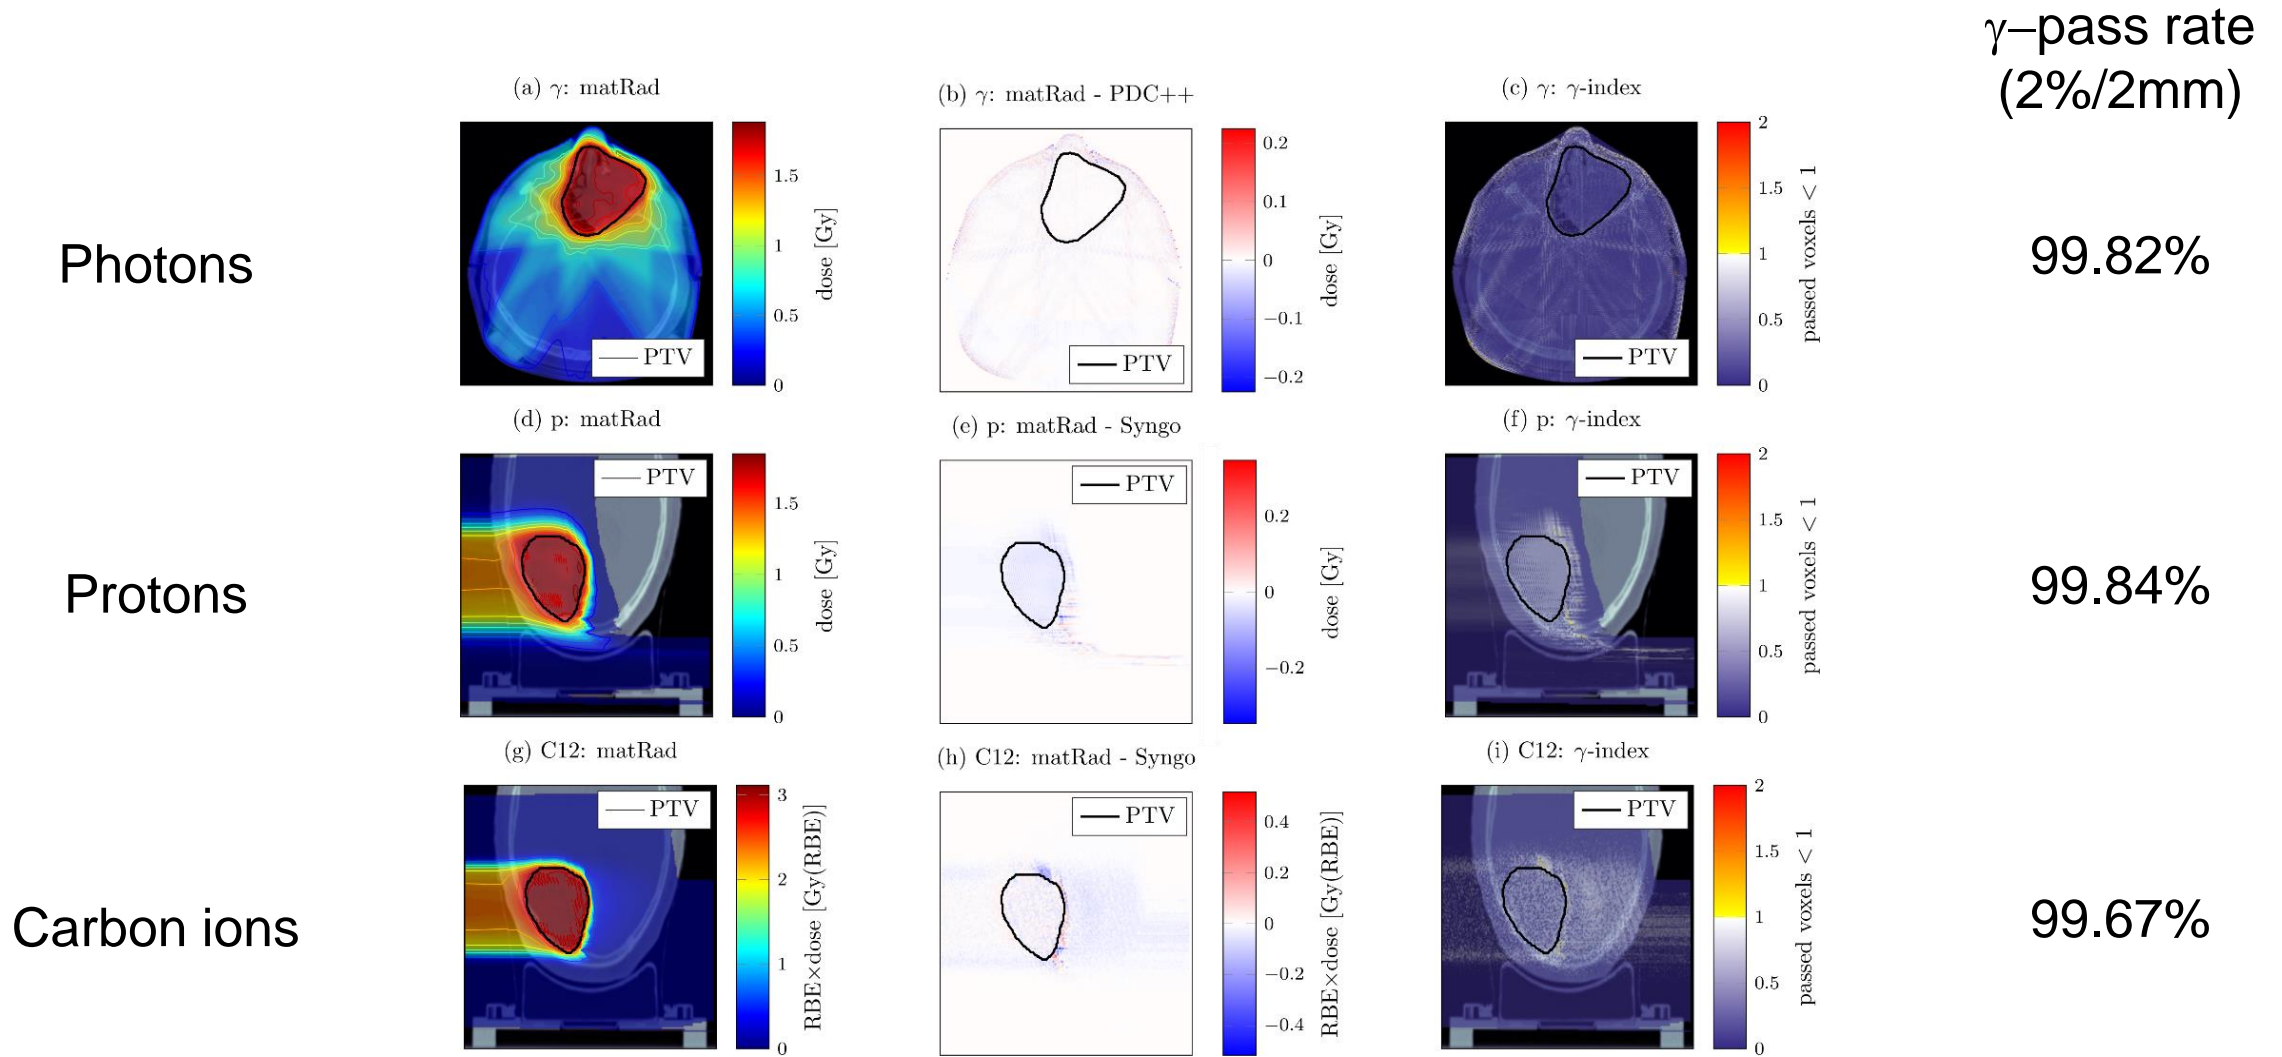 γ–pass rate
(2%/2mm)
(a) γ: matRad
1.5
1
0.5
0
dose [Gy]
PTV
(b) γ: matRad - PDC++
0.2
0.1
0
−0.1
−0.2
dose [Gy]
PTV
(c) γ: γ-index
2
1.5
1
0.5
0
passed voxels < 1
PTV
Photons
99.82%
(d) p: matRad
PTV
1.5
1
0.5
0
dose [Gy]
(e) p: matRad - Syngo
PTV
0.2
0
−0.2
dose [Gy]
(f) p: γ-index
PTV
2
1.5
1
0.5
0
passed voxels < 1
Protons
99.84%
(g) C12: matRad
PTV
3
2
1
0
RBE×dose [Gy(RBE)]
(h) C12: matRad - Syngo
PTV
0.4
0.2
0
−0.2
−0.4
RBE×dose [Gy(RBE)]
(i) C12: γ-index
PTV
2
1.5
1
0.5
0
passed voxels < 1
Carbon ions
99.67%